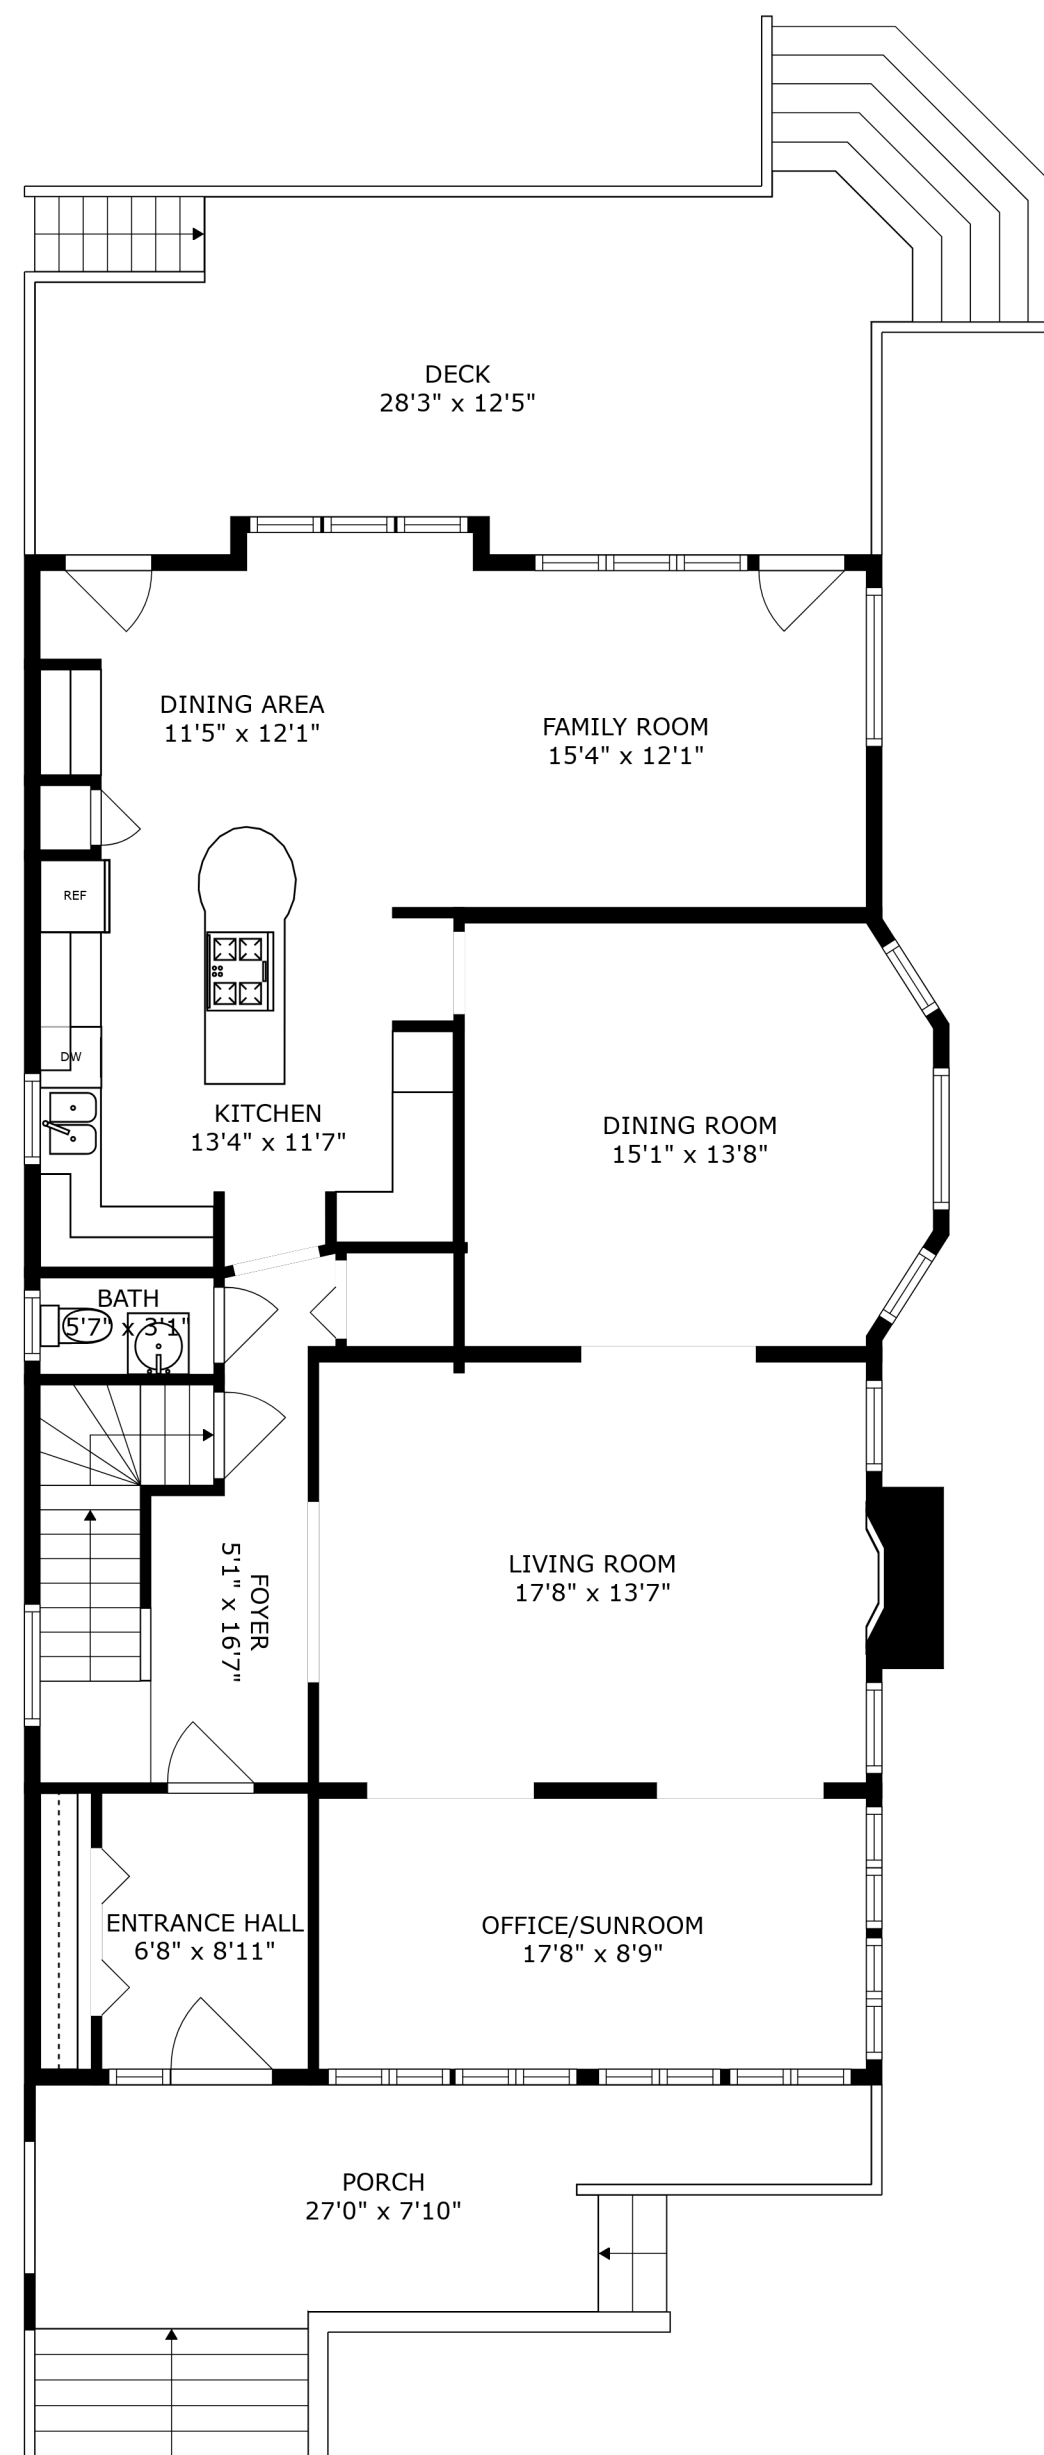 DECK
28'3" x 12'5"
DINING AREA
11'5" x 12'1"
FAMILY ROOM
15'4" x 12'1"
REF
DW
KITCHEN
13'4" x 11'7"
DINING ROOM
15'1" x 13'8"
BATH
5'7" x 3'1"
LIVING ROOM
17'8" x 13'7"
FOYER
5'1" x 16'7"
ENTRANCE HALL
6'8" x 8'11"
OFFICE/SUNROOM
17'8" x 8'9"
PORCH
27'0" x 7'10"